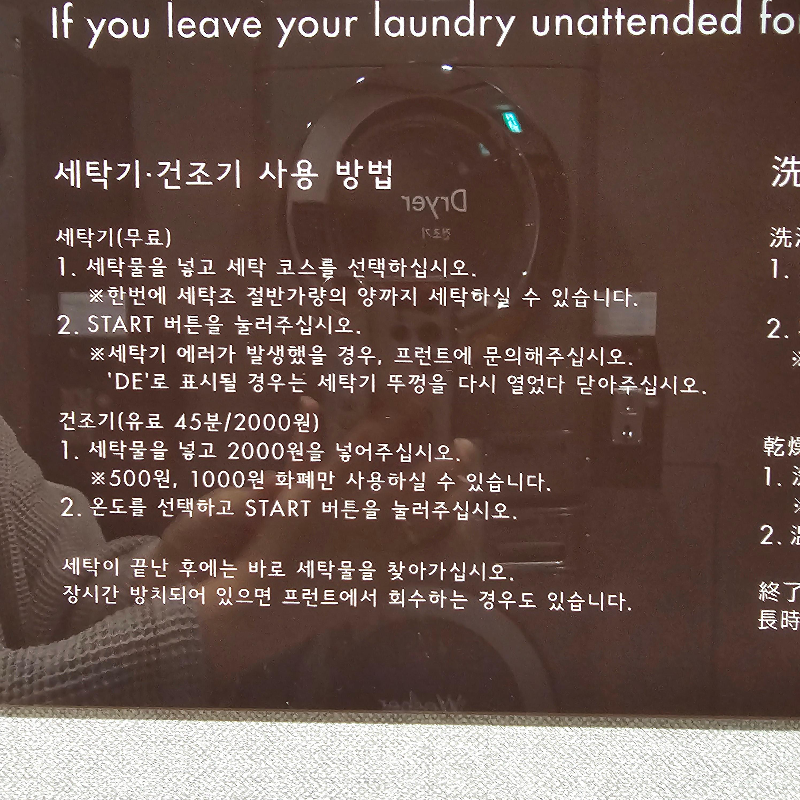 If you leave your laundry unattended for
세탁기·건조기 사용 방법
세탁기(무료)
1. 세탁물을 넣고 세탁 코스를 선택하십시오.
※한번에 세탁조 절반가량의 양까지 세탁하실 수 있습니다.
2. START 버튼을 눌러주십시오.
※세탁기 에러가 발생했을 경우, 프런트에 문의해주십시오.
'DE'로 표시될 경우는 세탁기 뚜껑을 다시 열었다 닫아주십시오.
건조기(유료 45분/2000원)
1. 세탁물을 넣고 2000원을 넣어주십시오.
※500원, 1000원 화폐만 사용하실 수 있습니다.
2. 온도를 선택하고 START 버튼을 눌러주십시오.
세탁이 끝난 후에는 바로 세탁물을 찾아가십시오.
장시간 방치되어 있으면 프런트에서 회수하는 경우도 있습니다.
洗
洗
1.
2.
※
乾燥
1.
※
2. 温
終了
長時
Dryer
건조기